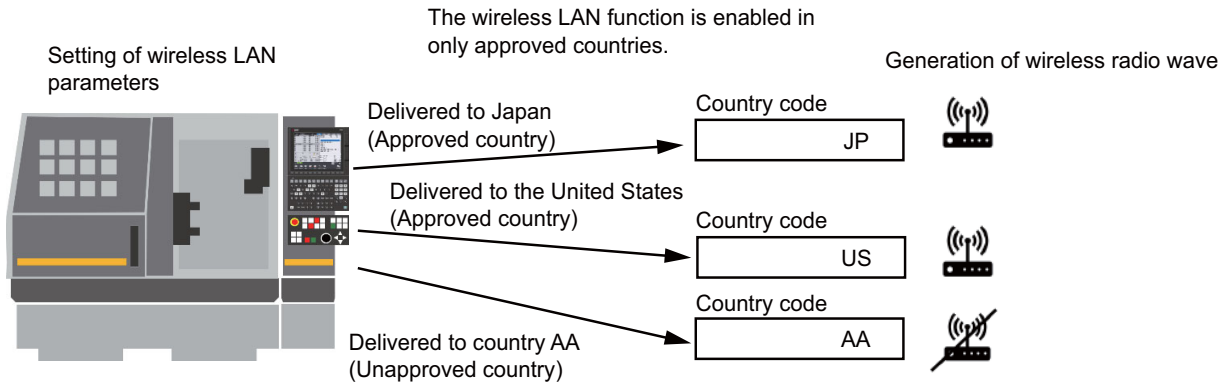 The wireless LAN function is enabled in
only approved countries.
Setting of wireless LAN
parameters
Generation of wireless radio wave
Delivered to Japan
(Approved country)
Country code
JP
Delivered to the United States
(Approved country)
Country code
US
Delivered to country AA
(Unapproved country)
Country code
AA